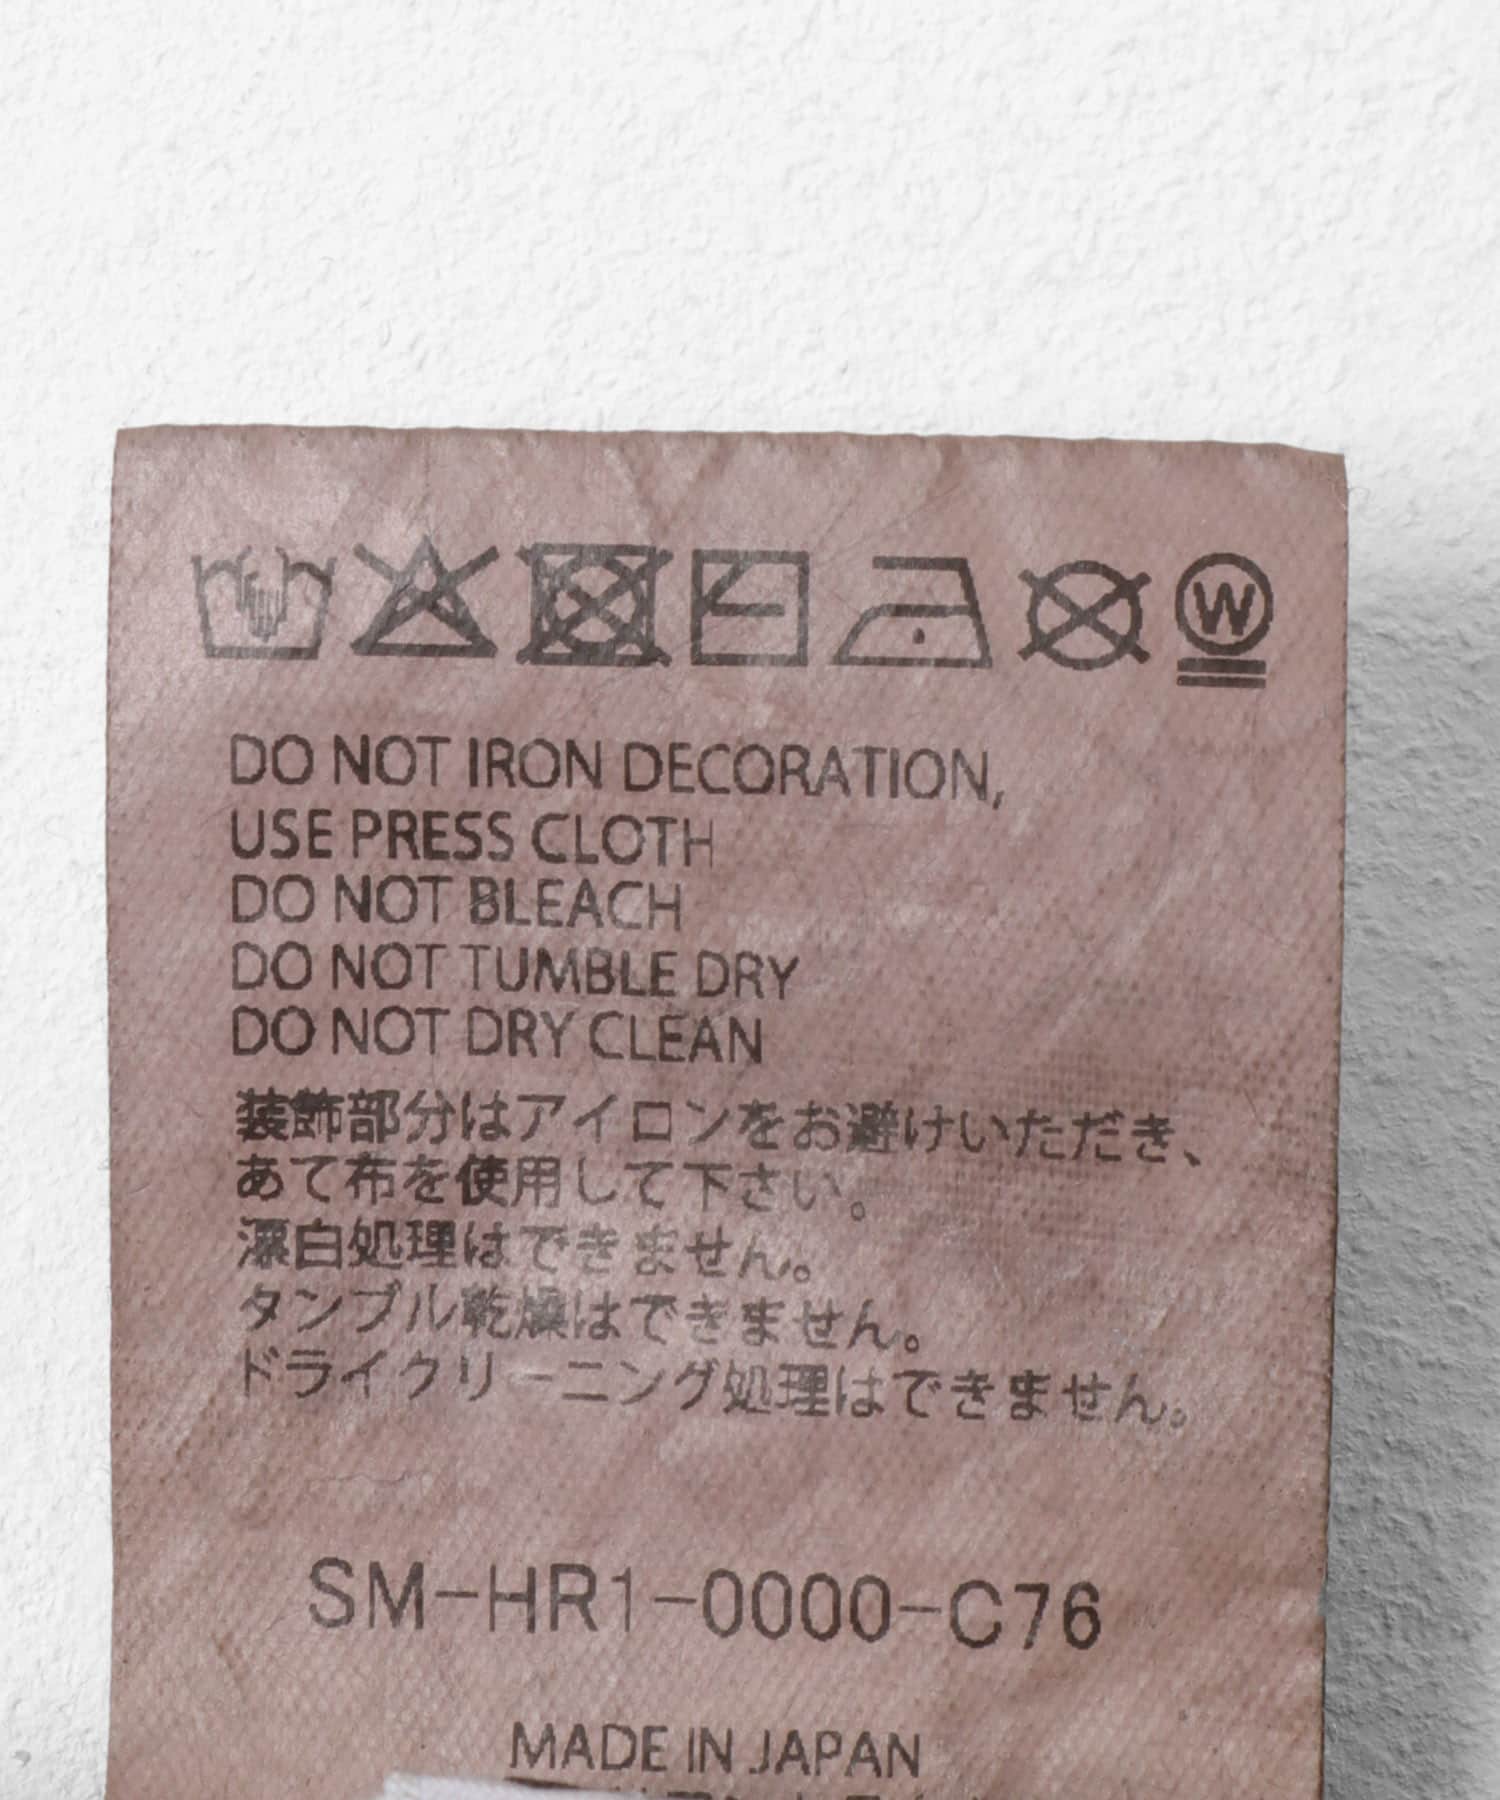 W
DO NOT IRON DECORATION,
USE PRESS CLOTH
DO NOT BLEACH
DO NOT TUMBLE DRY
DO NOT DRY CLEAN
装飾部分はアイロンをお避けいただき、
あて布を使用して下さい。
漂白処理はできません。
タンブル乾燥はできません。
ドライクリーニング処理はできません。
SM-HR1-0000-C76
MADE IN JAPAN